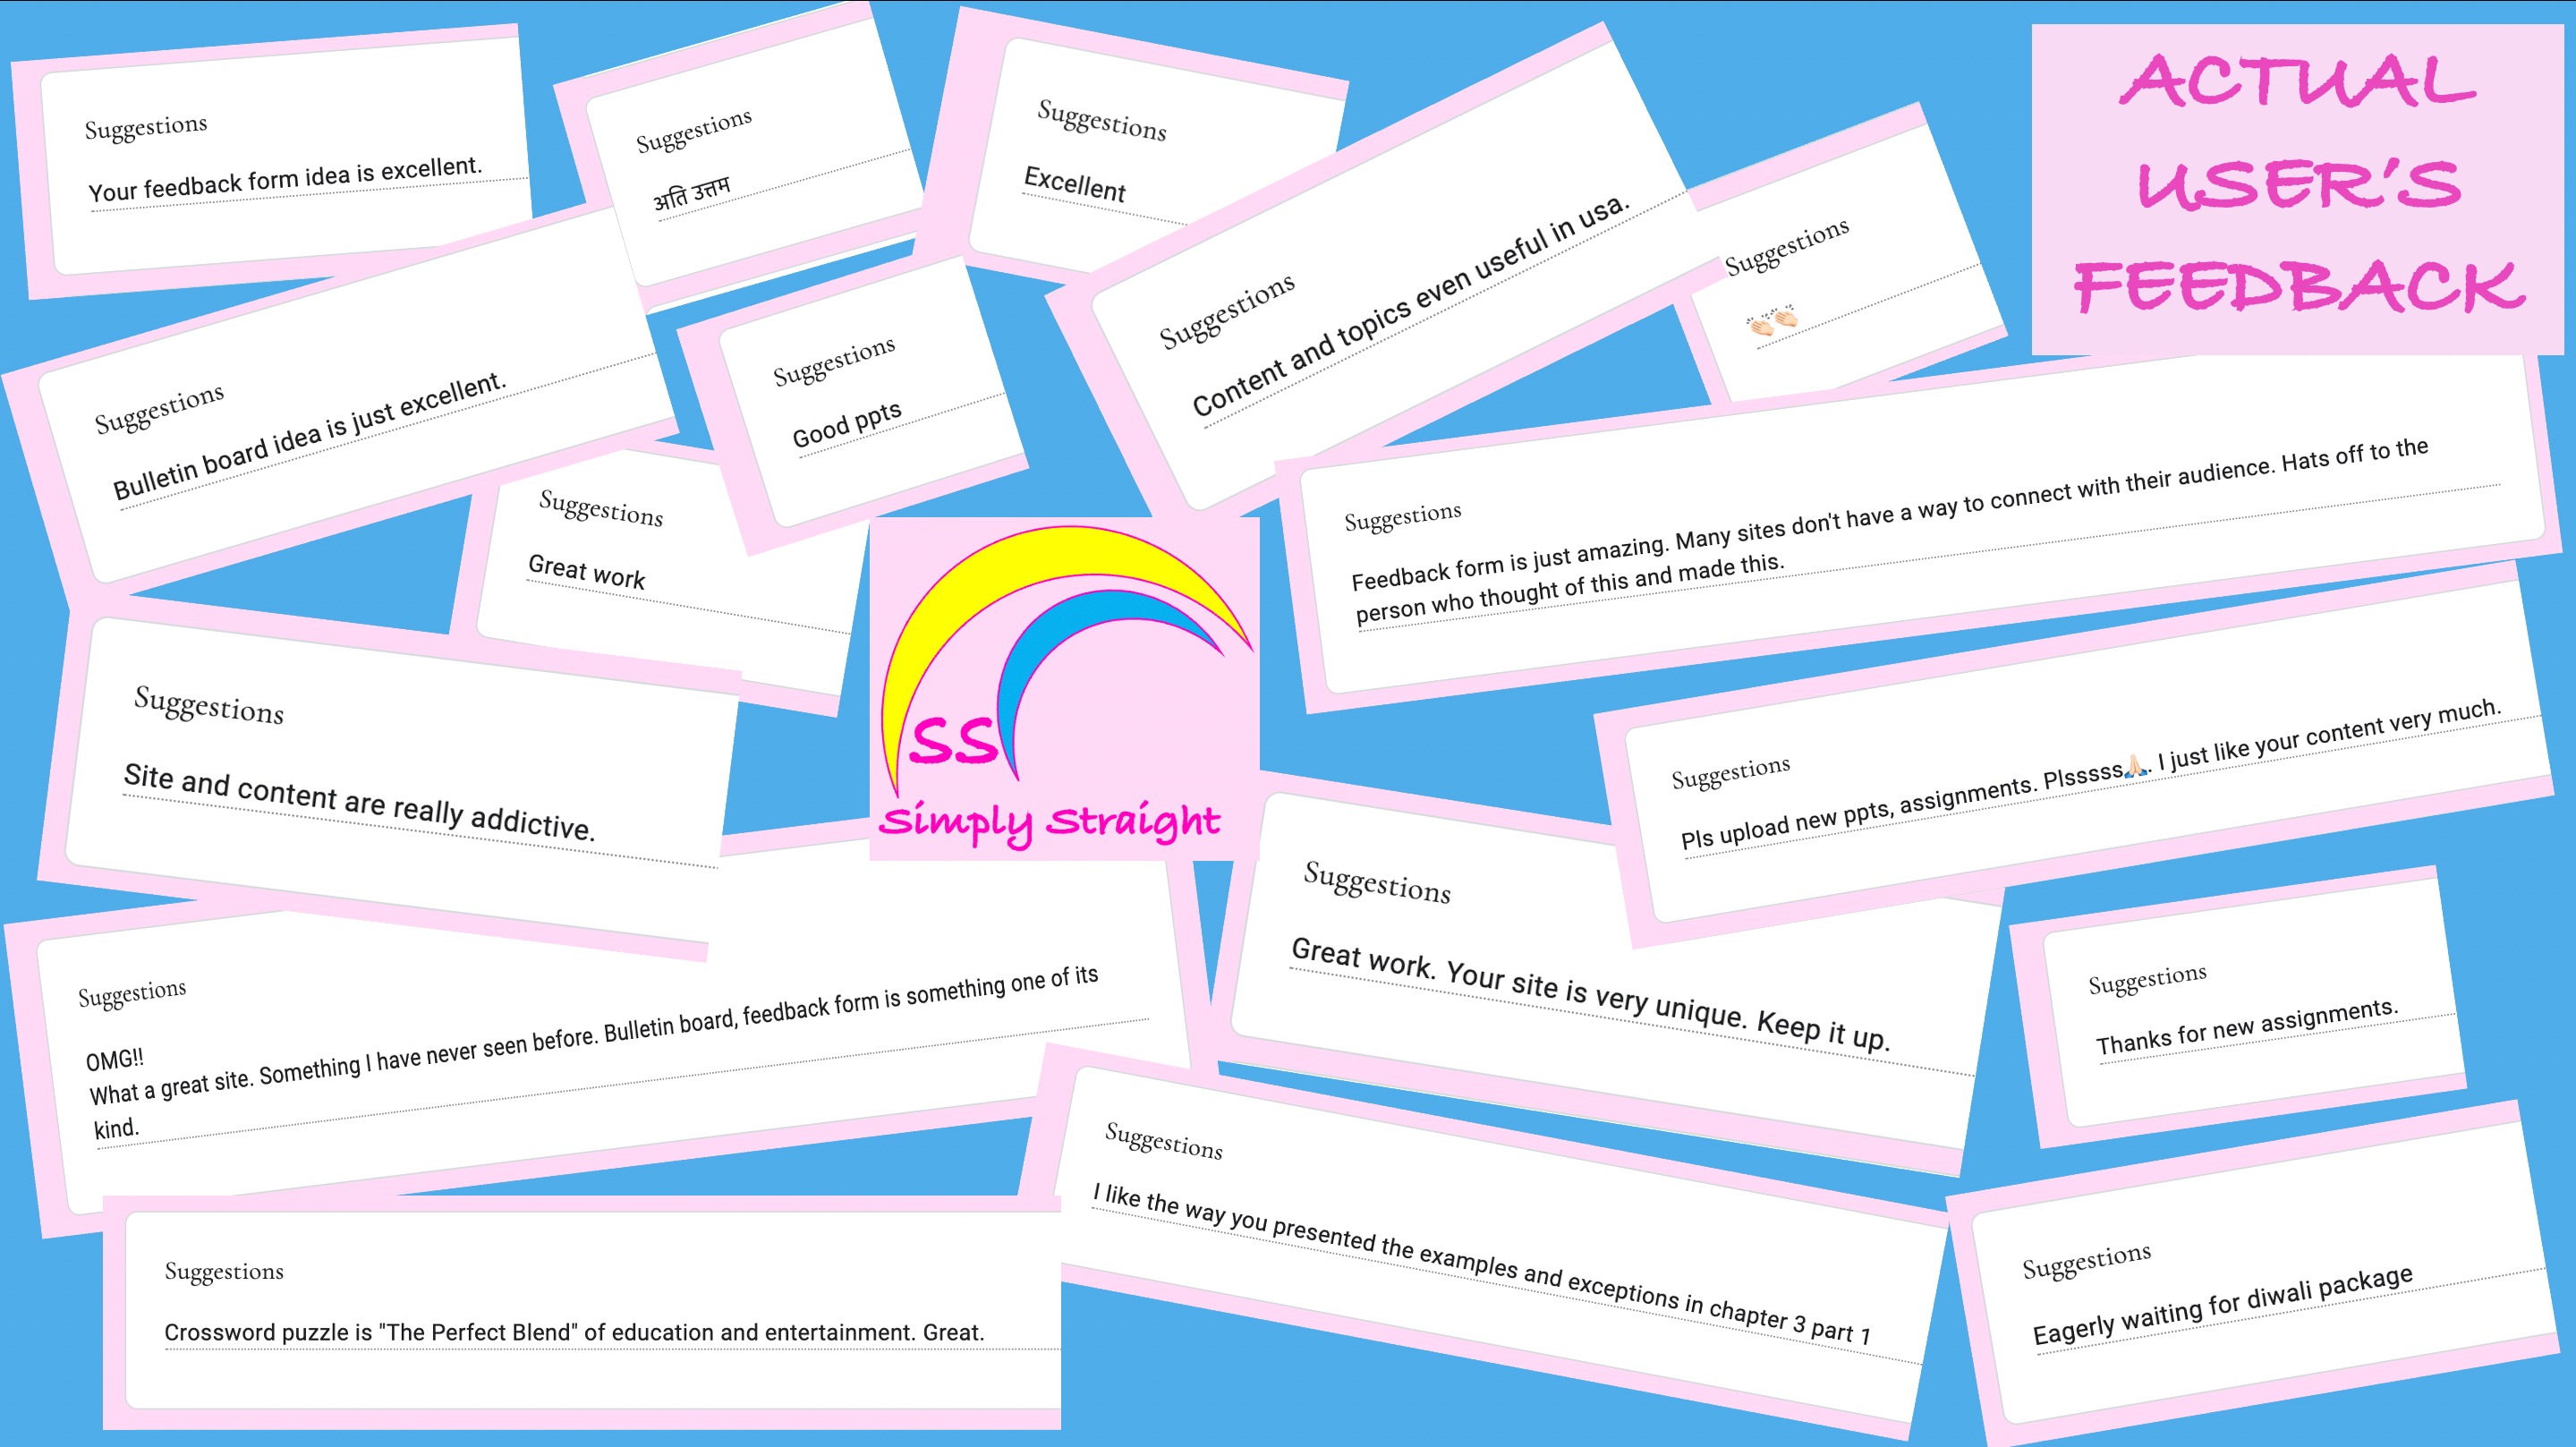 ACTUAL
USER'S
FEEDBACK
Suggestions
Your feedback form idea is excellent.
Suggestions
अति उत्तम
Suggestions
Excellent
Suggestions
Content and topics even useful in usa.
Suggestions
👏🏻👏🏻
Suggestions
Bulletin board idea is just excellent.
Suggestions
Good ppts
Suggestions
Great work
Suggestions
Feedback form is just amazing. Many sites don't have a way to connect with their audience. Hats off to the
person who thought of this and made this.
SS
Simply Straight
Suggestions
Site and content are really addictive.
Suggestions
Pls upload new ppts, assignments. Plsssss🙏🏻. I just like your content very much.
Suggestions
Great work. Your site is very unique. Keep it up.
Suggestions
Thanks for new assignments.
Suggestions
OMG!!
What a great site. Something I have never seen before. Bulletin board, feedback form is something one of its
kind.
Suggestions
I like the way you presented the examples and exceptions in chapter 3 part 1
Suggestions
Eagerly waiting for diwali package
Suggestions
Crossword puzzle is "The Perfect Blend" of education and entertainment. Great.